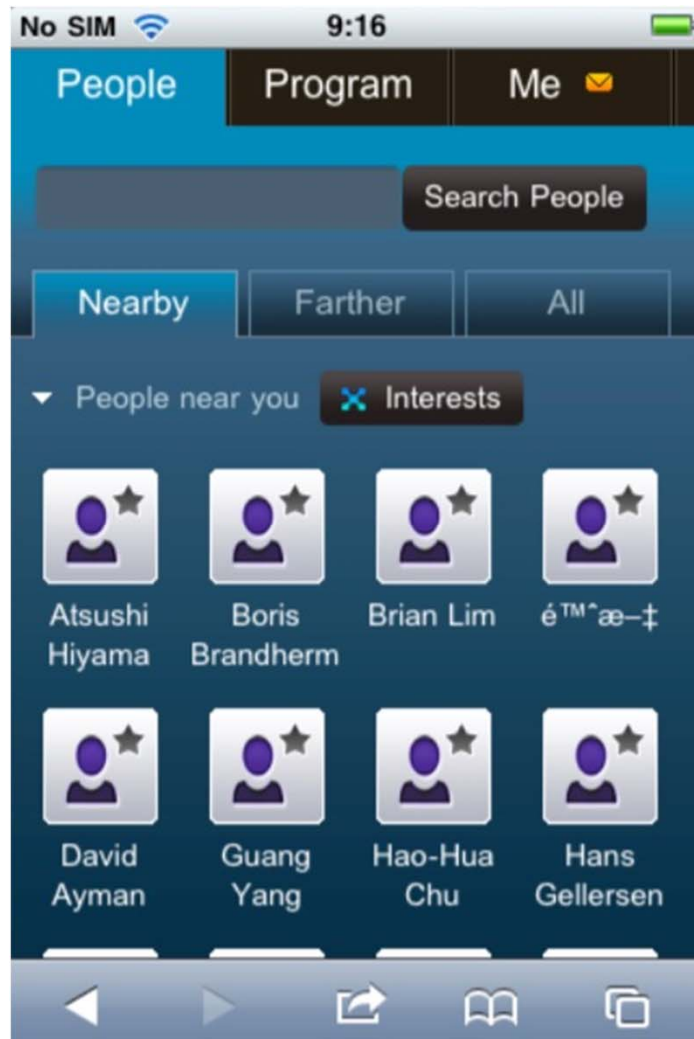 No SIM 9:16
People Program Me
Search People
Nearby Farther All
People near you Interests
Atsushi Boris Brian Lim é™ˆæ–‡
Hiyama Brandherm
David Guang Hao-Hua Hans
Ayman Yang Chu Gellersen